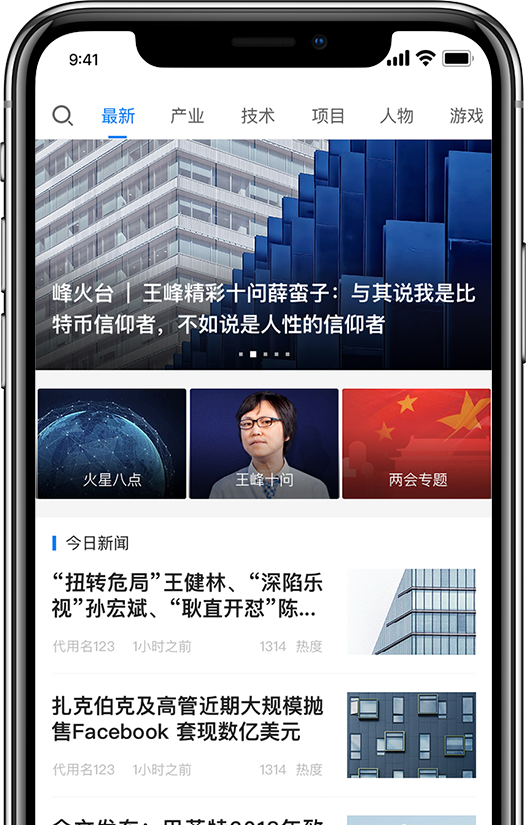 9:41
最新 产业 技术 项目 人物 游戏
峰火台 | 王峰精彩十问薛蛮子：与其说我是比
特币信仰者，不如说是人性的信仰者
火星八点 王峰十问 两会专题
今日新闻
“扭转危局”王健林、“深陷乐
视”孙宏斌、“耿直开怼”陈...
代用名123 1小时之前 1314 热度
扎克伯克及高管近期大规模抛
售Facebook 套现数亿美元
代用名123 1小时之前 1314 热度